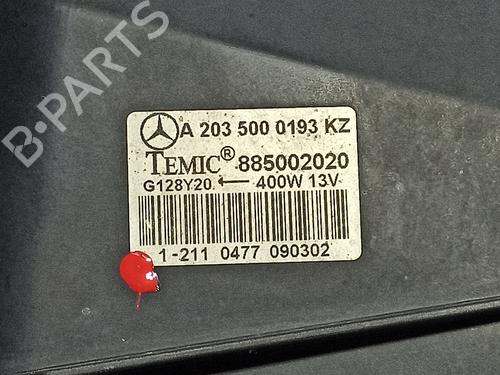 B-PARTS
A 203 500 0193 KZ
TEMIC® 885002020
G128Y20. ← 400W 13V
1-211 0477 090302